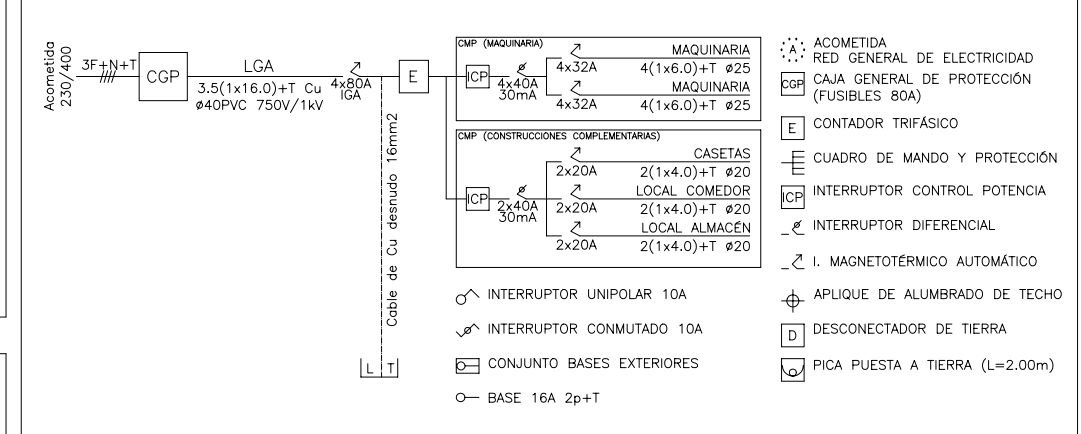 Acometida
230/400
3F+N+T
CGP
LGA
3.5(1x16.0)+T Cu
ø40PVC 750V/1kV
4x80A
IGA
Cable de Cu desnudo 16mm2
L T
E
CMP (MAQUINARIA)
ICP
4x40A
30mA
4x32A
MAQUINARIA
4(1x6.0)+T ø25
4x32A
MAQUINARIA
4(1x6.0)+T ø25
CMP (CONSTRUCCIONES COMPLEMENTARIAS)
ICP
2x40A
30mA
2x20A
CASETAS
2(1x4.0)+T ø20
2x20A
LOCAL COMEDOR
2(1x4.0)+T ø20
2x20A
LOCAL ALMACÉN
2(1x4.0)+T ø20
INTERRUPTOR UNIPOLAR 10A
INTERRUPTOR CONMUTADO 10A
CONJUNTO BASES EXTERIORES
BASE 16A 2p+T
A ACOMETIDA
RED GENERAL DE ELECTRICIDAD
CGP CAJA GENERAL DE PROTECCIÓN
(FUSIBLES 80A)
E CONTADOR TRIFÁSICO
CUADRO DE MANDO Y PROTECCIÓN
ICP INTERRUPTOR CONTROL POTENCIA
INTERRUPTOR DIFERENCIAL
I. MAGNETOTÉRMICO AUTOMÁTICO
APLIQUE DE ALUMBRADO DE TECHO
D DESCONECTADOR DE TIERRA
PICA PUESTA A TIERRA (L=2.00m)